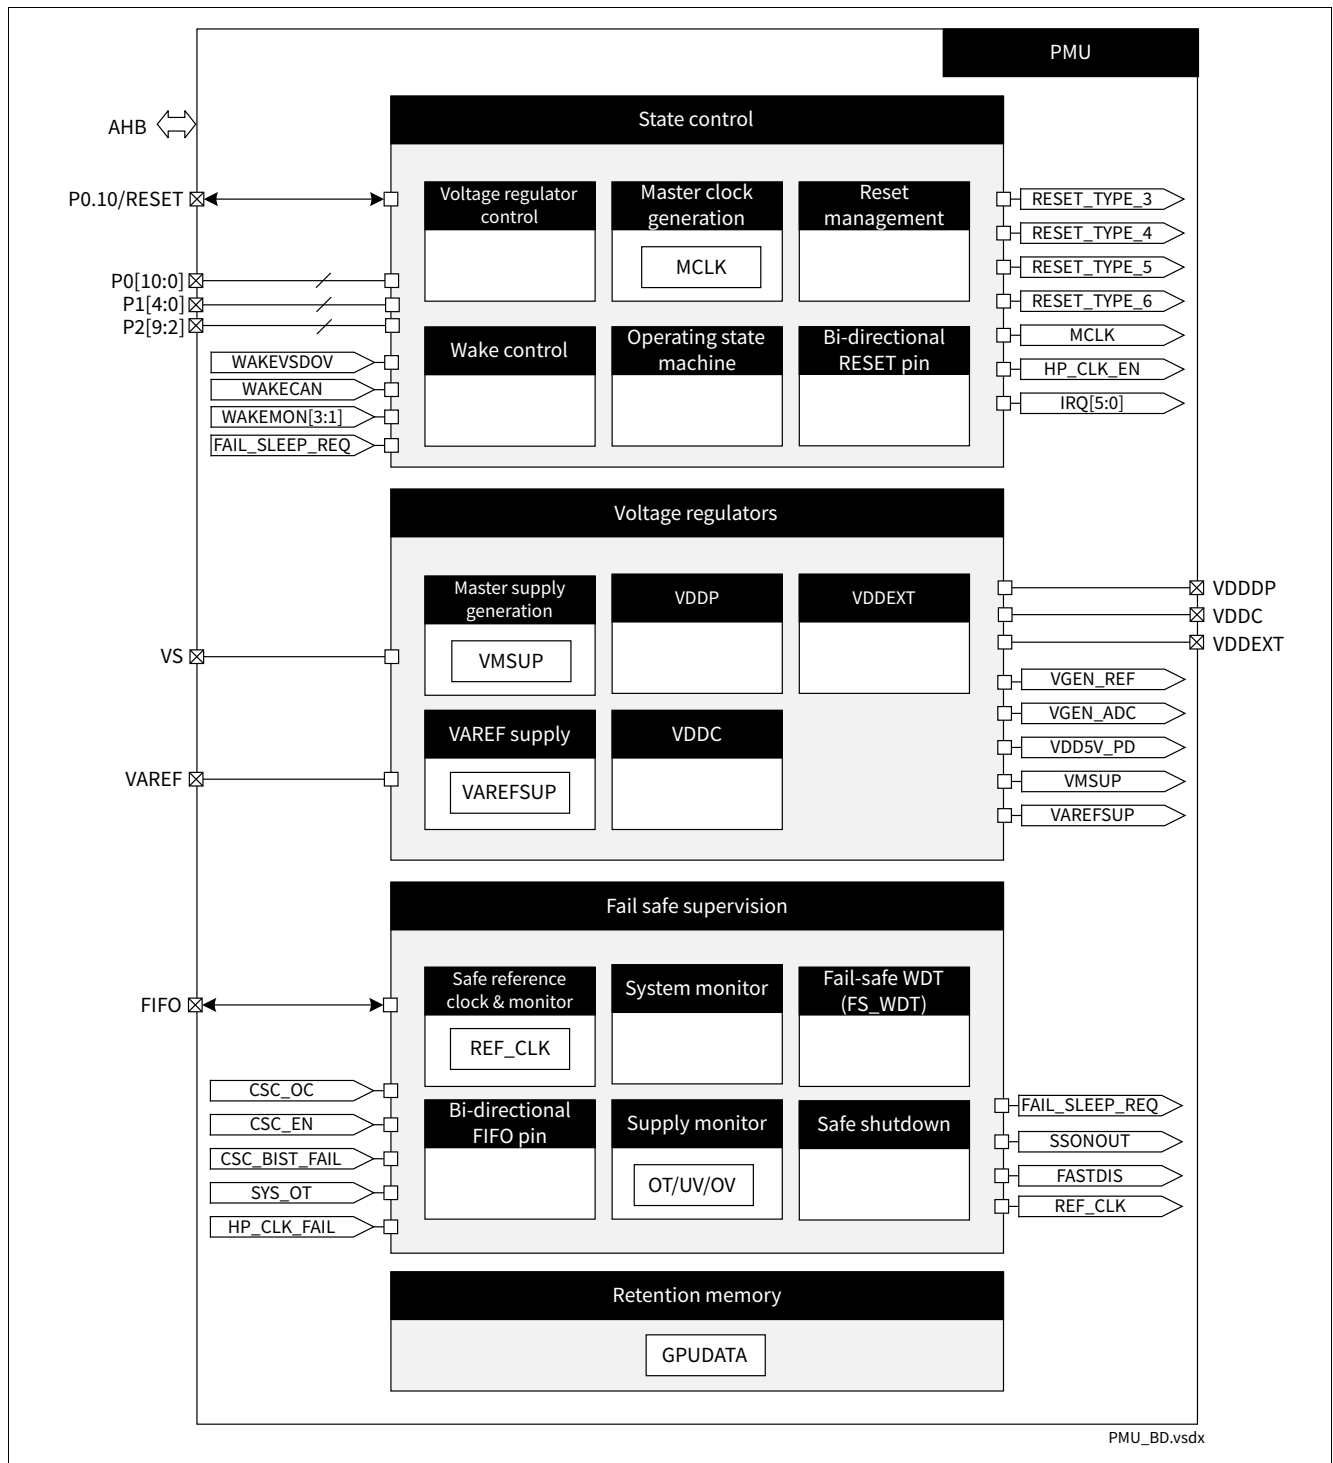 PMU
AHB
State control
P0.10/RESET
Voltage regulator
control
Master clock
generation
MCLK
Reset
management
RESET_TYPE_3
RESET_TYPE_4
RESET_TYPE_5
RESET_TYPE_6
MCLK
HP_CLK_EN
IRQ[5:0]
P0[10:0]
P1[4:0]
P2[9:2]
WAKEVSDOV
WAKECAN
WAKEMON[3:1]
FAIL_SLEEP_REQ
Wake control
Operating state
machine
Bi-directional
RESET pin
Voltage regulators
Master supply
generation
VMSUP
VDDP
VDDEXT
VDDDP
VDDC
VDDEXT
VS
VAREF supply
VAREFSUP
VDDC
VAREF
VGEN_REF
VGEN_ADC
VDD5V_PD
VMSUP
VAREFSUP
Fail safe supervision
Safe reference
clock & monitor
REF_CLK
System monitor
Fail-safe WDT
(FS_WDT)
FIFO
CSC_OC
CSC_EN
CSC_BIST_FAIL
SYS_OT
HP_CLK_FAIL
Bi-directional
FIFO pin
Supply monitor
OT/UV/OV
Safe shutdown
FAIL_SLEEP_REQ
SSONOUT
FASTDIS
REF_CLK
Retention memory
GPUDATA
PMU_BD.vsdx